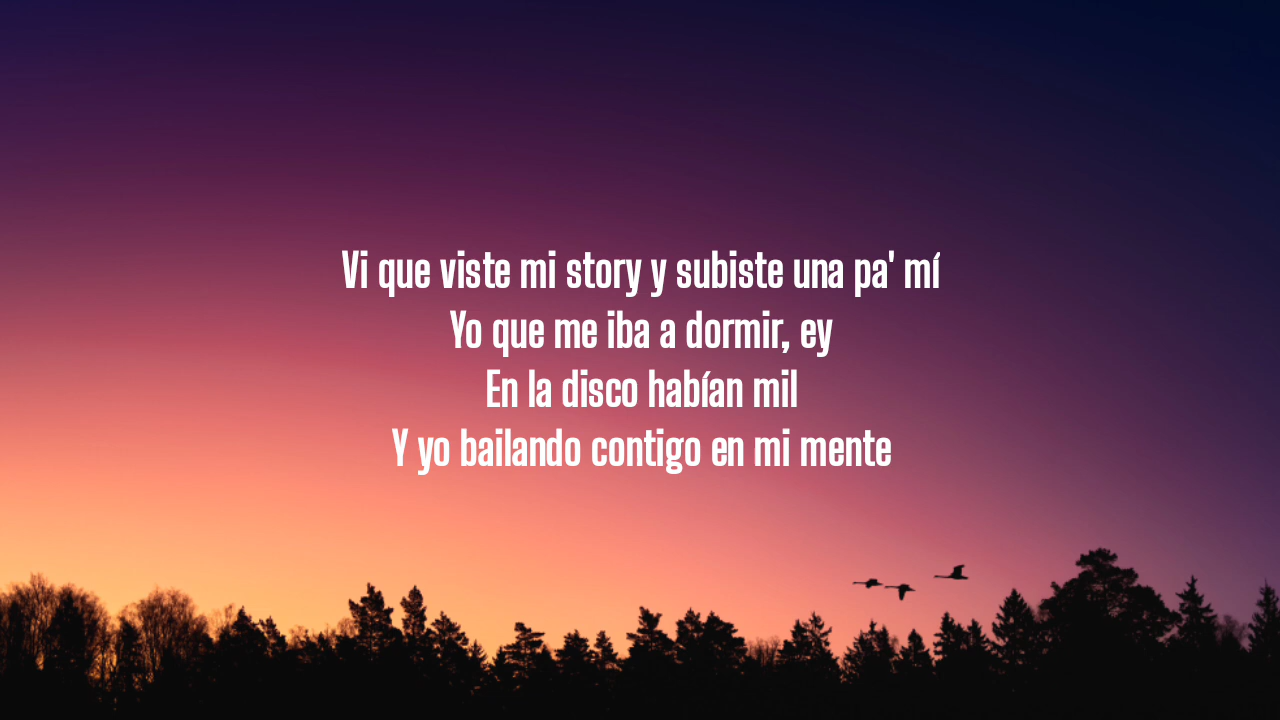 Vi que viste mi story y subiste una pa' mí
Yo que me iba a dormir, ey
En la disco habían mil
Y yo bailando contigo en mi mente